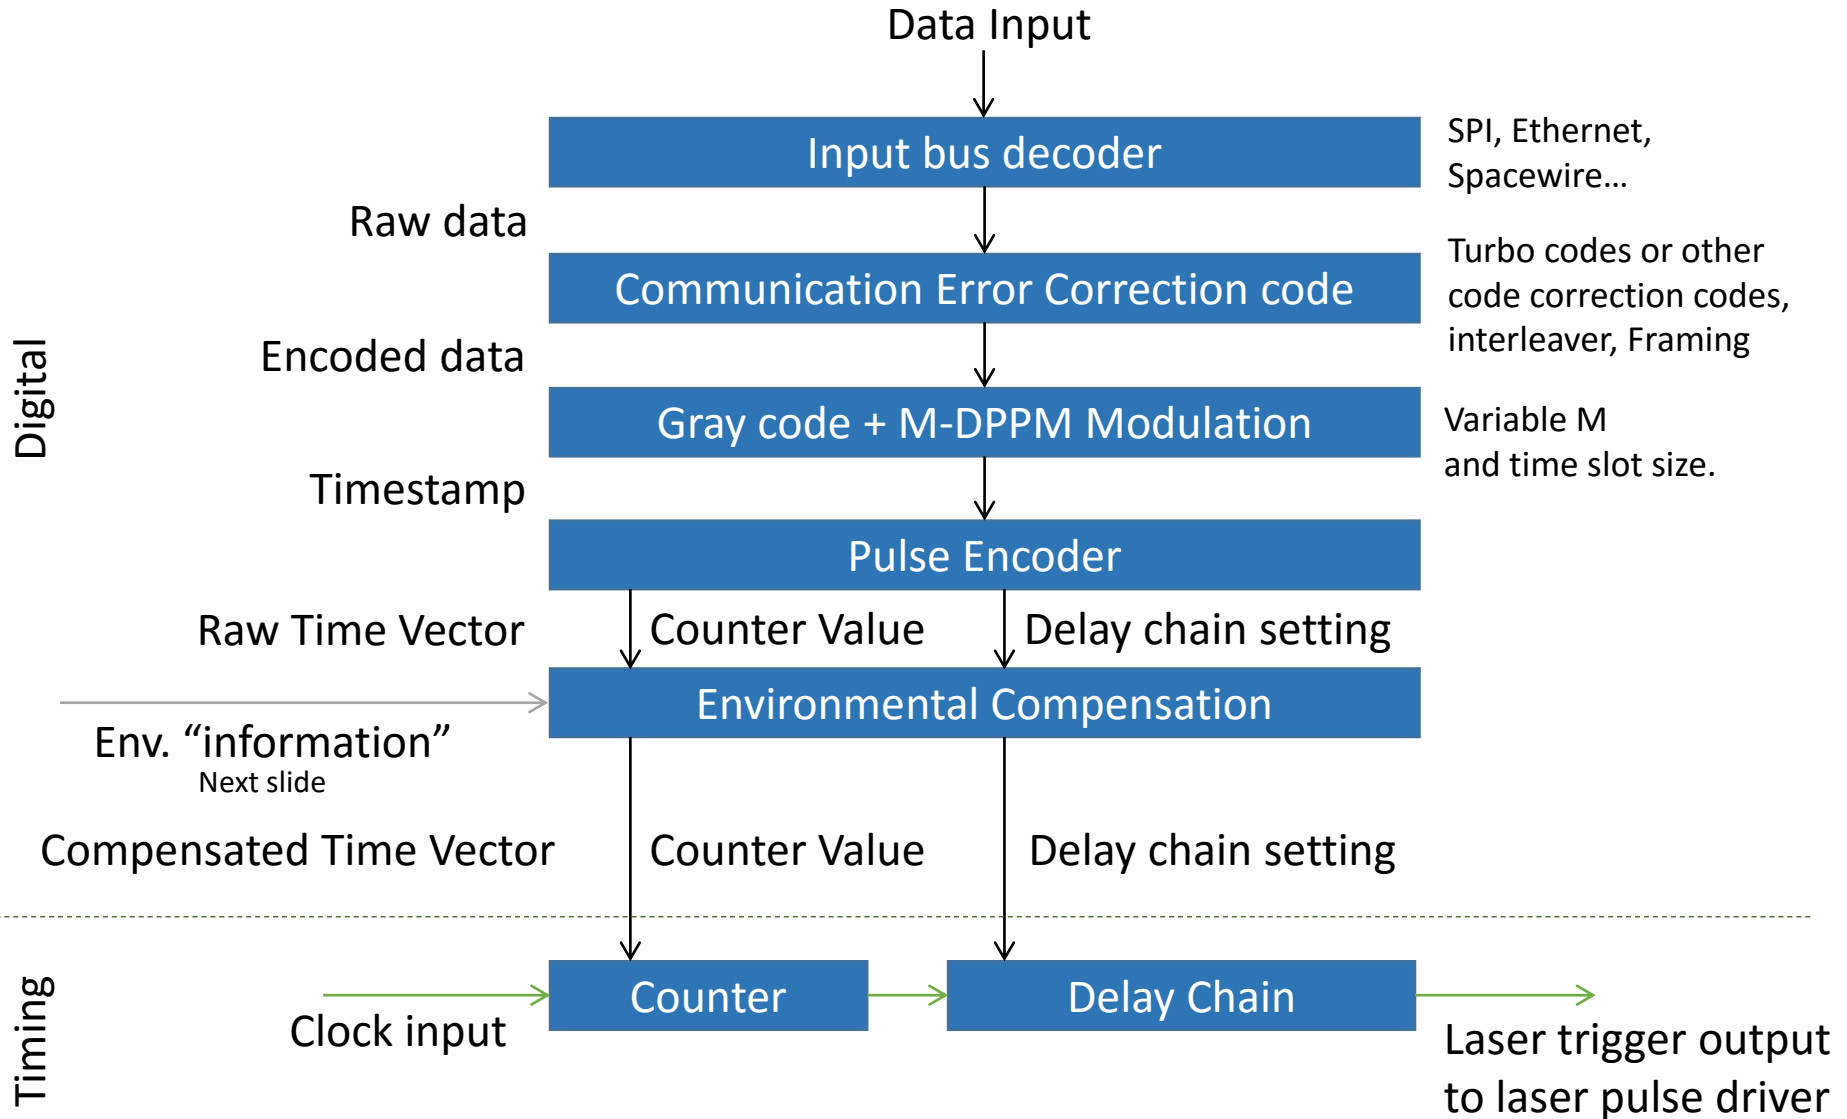 Data Input
Input bus decoder
SPI, Ethernet,
Spacewire…
Raw data
Communication Error Correction code
Turbo codes or other
code correction codes,
interleaver, Framing
Encoded data
Digital
Gray code + M-DPPM Modulation
Variable M
and time slot size.
Timestamp
Pulse Encoder
Raw Time Vector
Counter Value
Delay chain setting
Environmental Compensation
Env. “information”
Next slide
Compensated Time Vector
Counter Value
Delay chain setting
Timing
Clock input
Counter
Delay Chain
Laser trigger output
to laser pulse driver